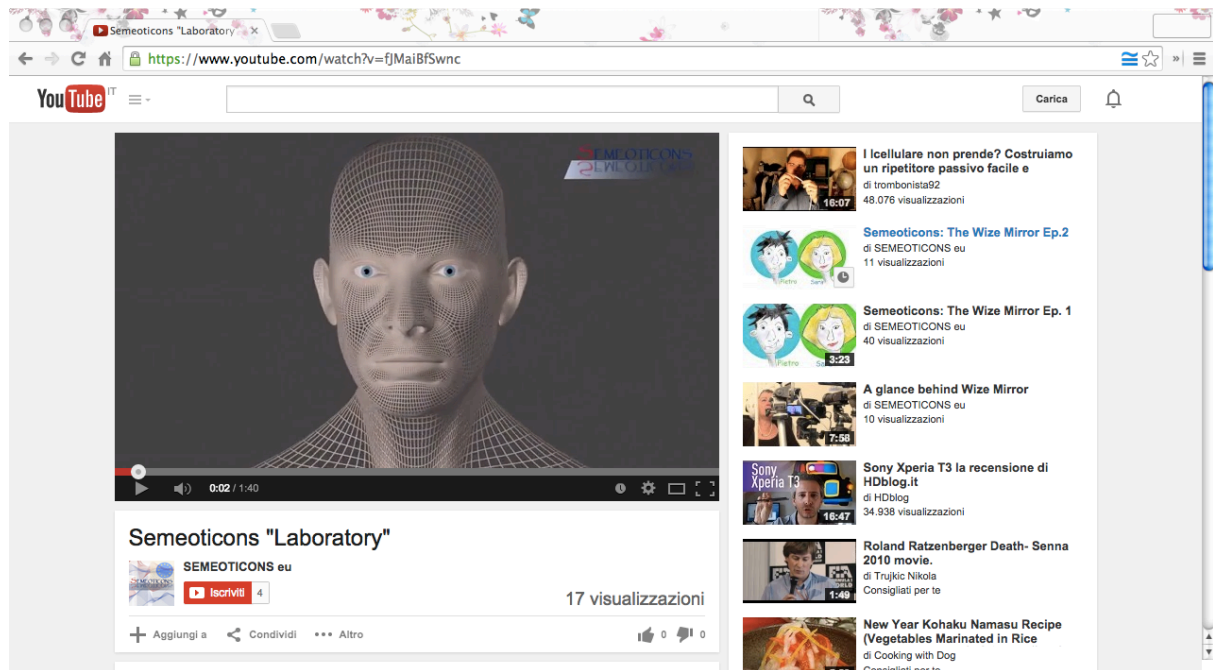 Semeoticons "Laboratory"
https://www.youtube.com/watch?v=fJMaiBfSwnc
YouTube IT
Carica
SEMEOTICONS
0:02 / 1:40
Semeoticons "Laboratory"
SEMEOTICONS eu
Iscriviti 4
17 visualizzazioni
Aggiungi a
Condividi
Altro
0
0
16:07
I lcellulare non prende? Costruiamo
un ripetitore passivo facile e
di trombonista92
48.076 visualizzazioni
Pietro
Sara
Semeoticons: The Wize Mirror Ep.2
di SEMEOTICONS eu
11 visualizzazioni
Pietro
3:23
Semeoticons: The Wize Mirror Ep. 1
di SEMEOTICONS eu
40 visualizzazioni
7:58
A glance behind Wize Mirror
di SEMEOTICONS eu
10 visualizzazioni
Sony
Xperia T3
16:47
Sony Xperia T3 la recensione di
HDblog.it
di HDblog
34.938 visualizzazioni
1:49
Roland Ratzenberger Death- Senna
2010 movie.
di Trujkic Nikola
Consigliati per te
New Year Kohaku Namasu Recipe
(Vegetables Marinated in Rice
di Cooking with Dog
Consigliati per te